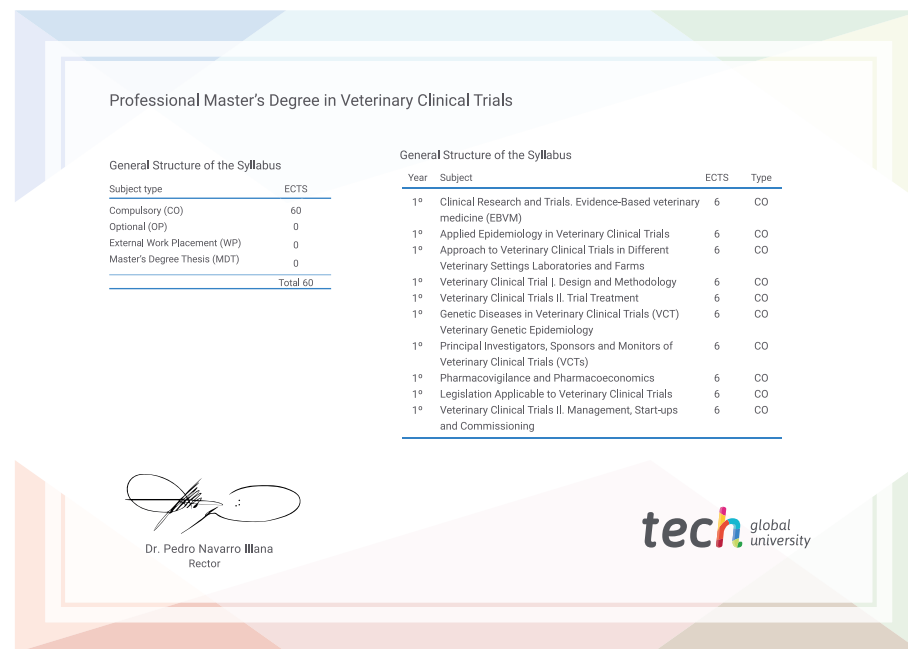 Professional Master's Degree in Veterinary Clinical Trials
General Structure of the Syllabus
Subject type ECTS
Compulsory (CO) 60
Optional (OP) 0
External Work Placement (WP) 0
Master's Degree Thesis (MDT) 0
Total 60
General Structure of the Syllabus
Year Subject ECTS Type
1º Clinical Research and Trials. Evidence-Based veterinary 6 CO
medicine (EBVM)
1º Applied Epidemiology in Veterinary Clinical Trials 6 CO
1º Approach to Veterinary Clinical Trials in Different 6 CO
Veterinary Settings Laboratories and Farms
1º Veterinary Clinical Trial I. Design and Methodology 6 CO
1º Veterinary Clinical Trials II. Trial Treatment 6 CO
1º Genetic Diseases in Veterinary Clinical Trials (VCT) 6 CO
Veterinary Genetic Epidemiology
1º Principal Investigators, Sponsors and Monitors of 6 CO
Veterinary Clinical Trials (VCTs)
1º Pharmacovigilance and Pharmacoeconomics 6 CO
1º Legislation Applicable to Veterinary Clinical Trials 6 CO
1º Veterinary Clinical Trials II. Management, Start-ups 6 CO
and Commissioning
Dr. Pedro Navarro Illana
Rector
tech global
university